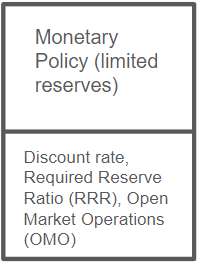 Monetary
Policy (limited
reserves)
Discount rate,
Required Reserve
Ratio (RRR), Open
Market Operations
(OMO)